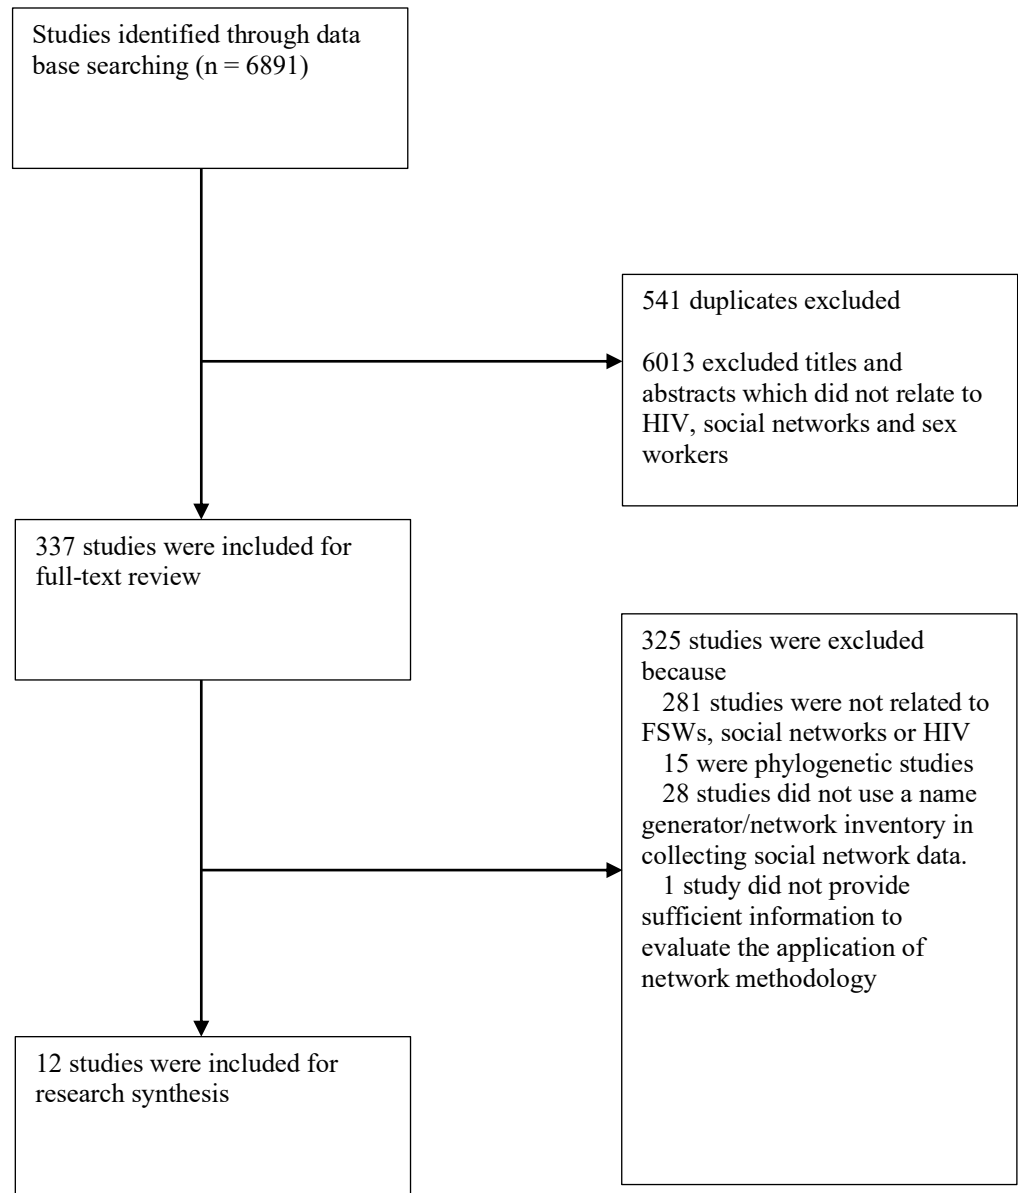 Studies identified through data
base searching (n = 6891)
541 duplicates excluded
6013 excluded titles and
abstracts which did not relate to
HIV, social networks and sex
workers
337 studies were included for
full-text review
325 studies were excluded
because
281 studies were not related to
FSWs, social networks or HIV
15 were phylogenetic studies
28 studies did not use a name
generator/network inventory in
collecting social network data.
1 study did not provide
sufficient information to
evaluate the application of
network methodology
12 studies were included for
research synthesis